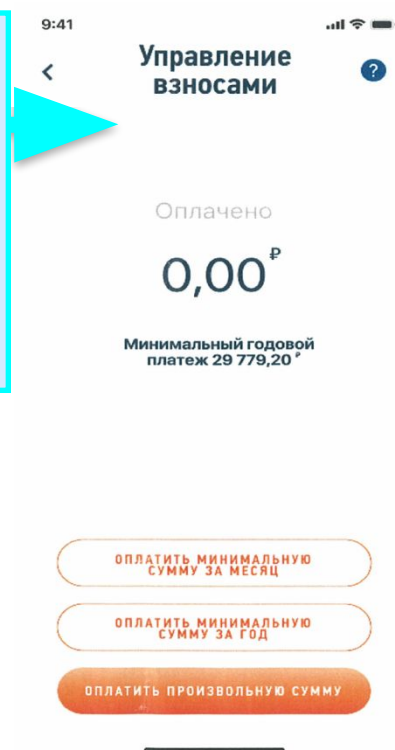 9:41
Управление
взносами
?
Оплачено
0,00 ₽
Минимальный годовой
платеж 29 779,20 ₽
ОПЛАТИТЬ МИНИМАЛЬНУЮ
СУММУ ЗА МЕСЯЦ
ОПЛАТИТЬ МИНИМАЛЬНУЮ
СУММУ ЗА ГОД
ОПЛАТИТЬ ПРОИЗВОЛЬНУЮ СУММУ